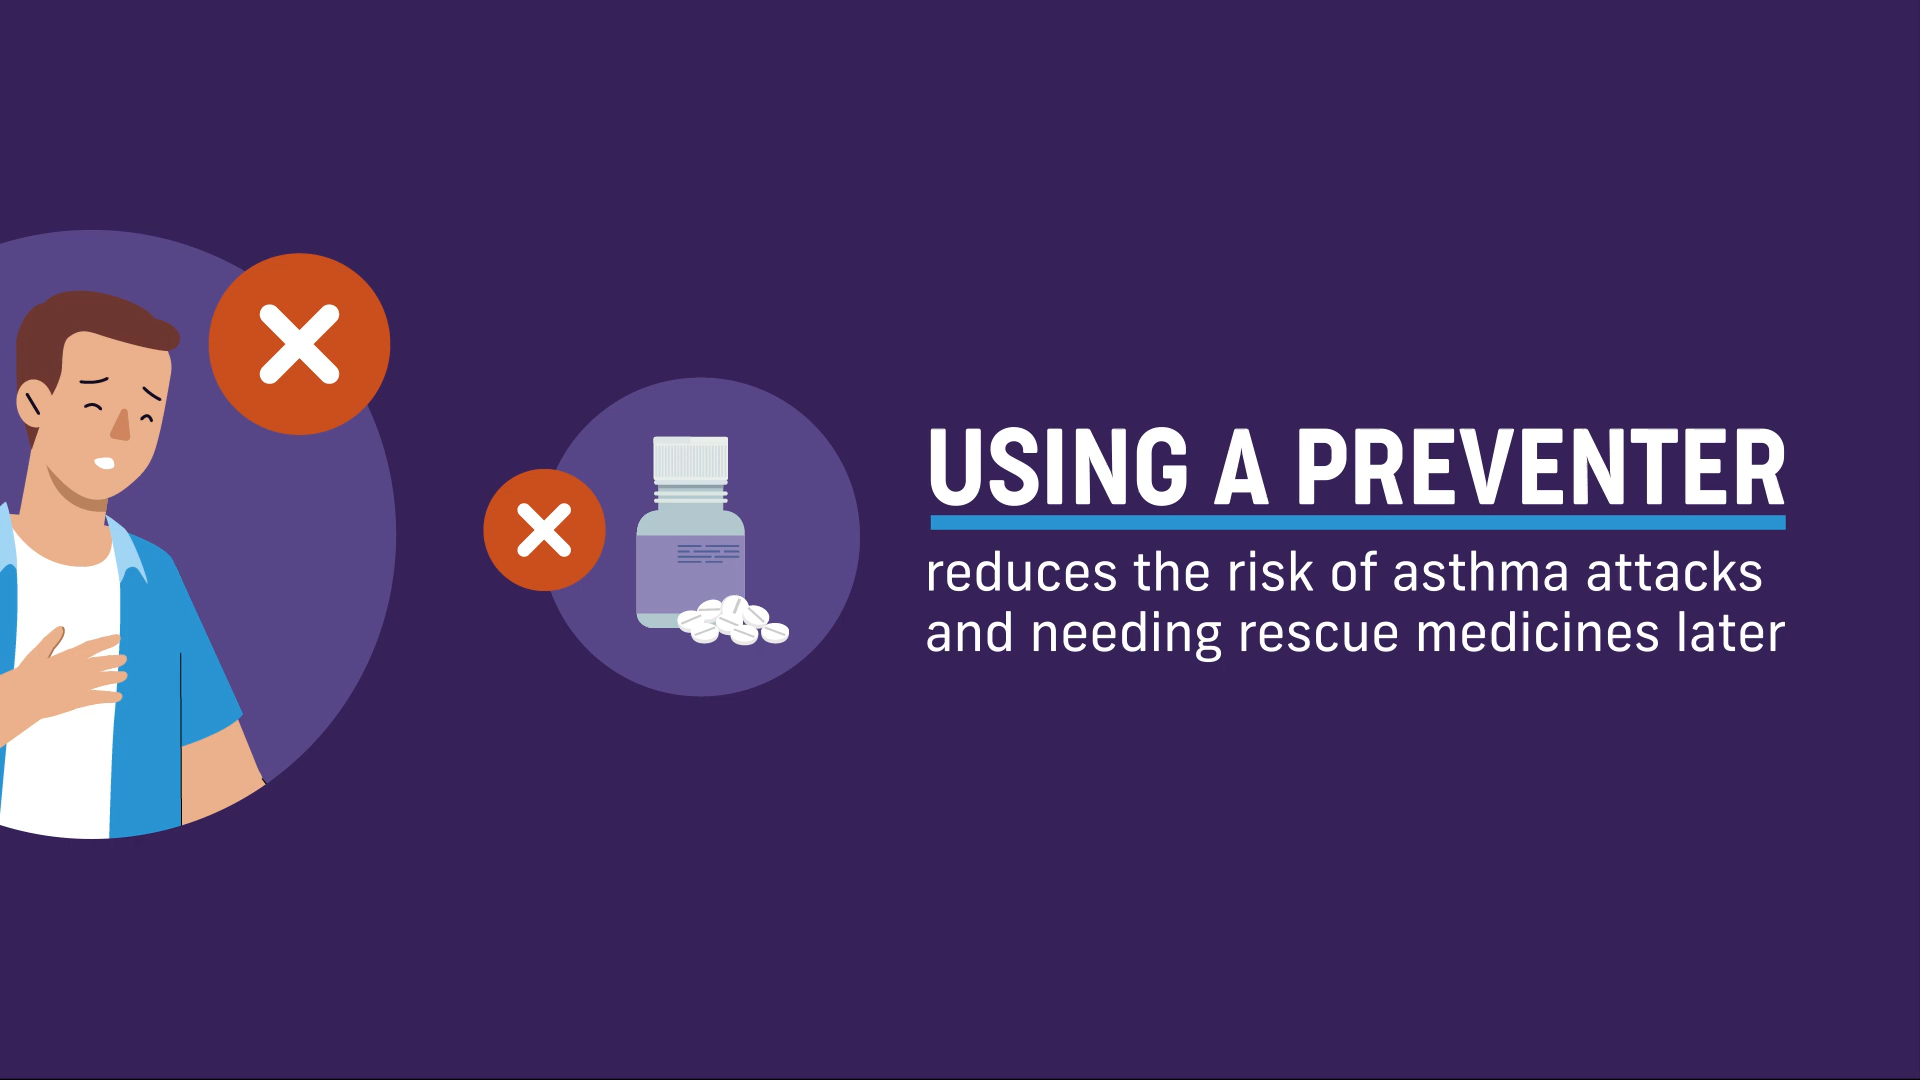 USING A PREVENTER
reduces the risk of asthma attacks
and needing rescue medicines later